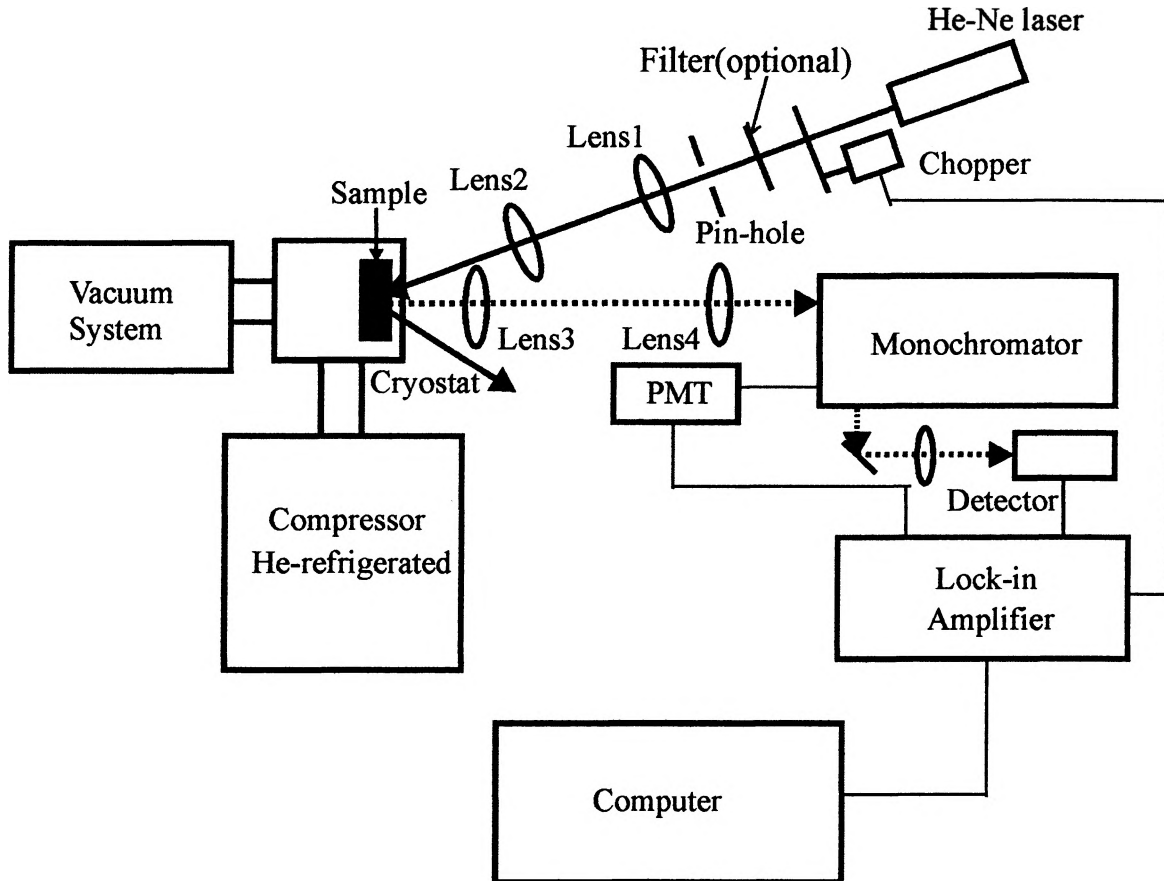 He-Ne laser
Filter(optional)
Lens1
Chopper
Lens2
Sample
Pin-hole
Vacuum
System
Lens3
Lens4
Monochromator
Cryostat
PMT
Detector
Compressor
He-refrigerated
Lock-in
Amplifier
Computer